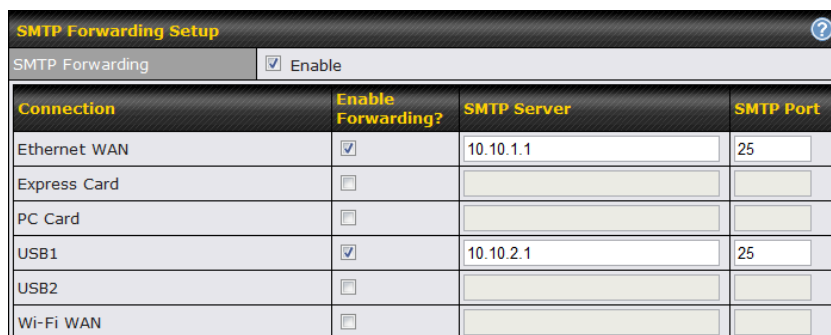 SMTP Forwarding Setup ?
SMTP Forwarding Enable
Connection Enable Forwarding? SMTP Server SMTP Port
Ethernet WAN 10.10.1.1 25
Express Card
PC Card
USB1 10.10.2.1 25
USB2
Wi-Fi WAN